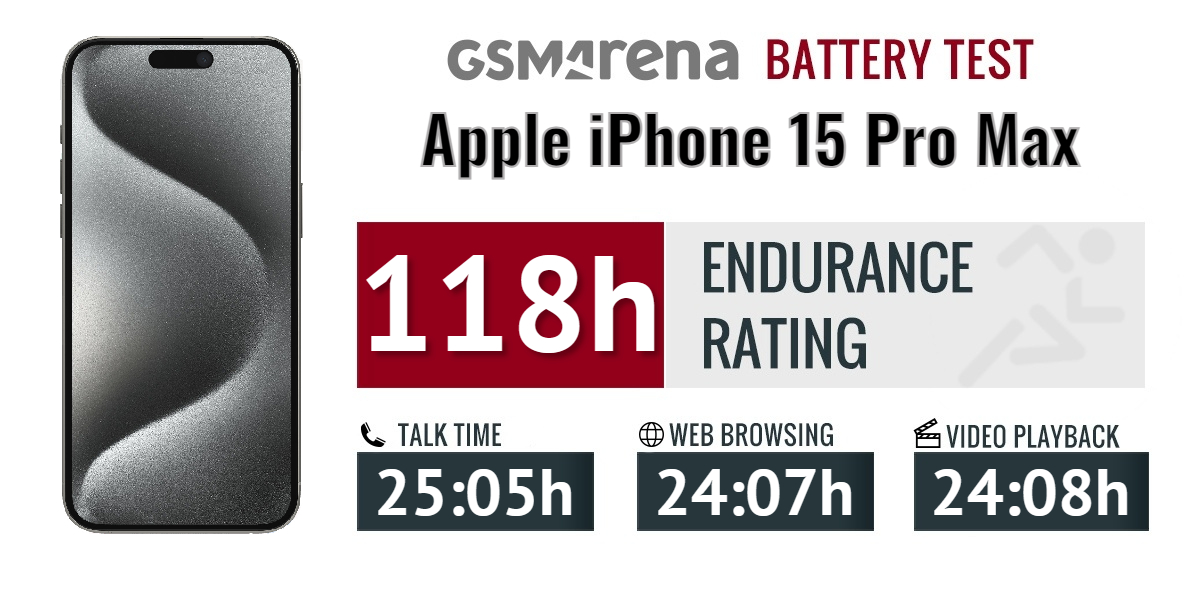 GSMarena BATTERY TEST
Apple iPhone 15 Pro Max
118h
ENDURANCE
RATING
TALK TIME
25:05h
WEB BROWSING
24:07h
VIDEO PLAYBACK
24:08h